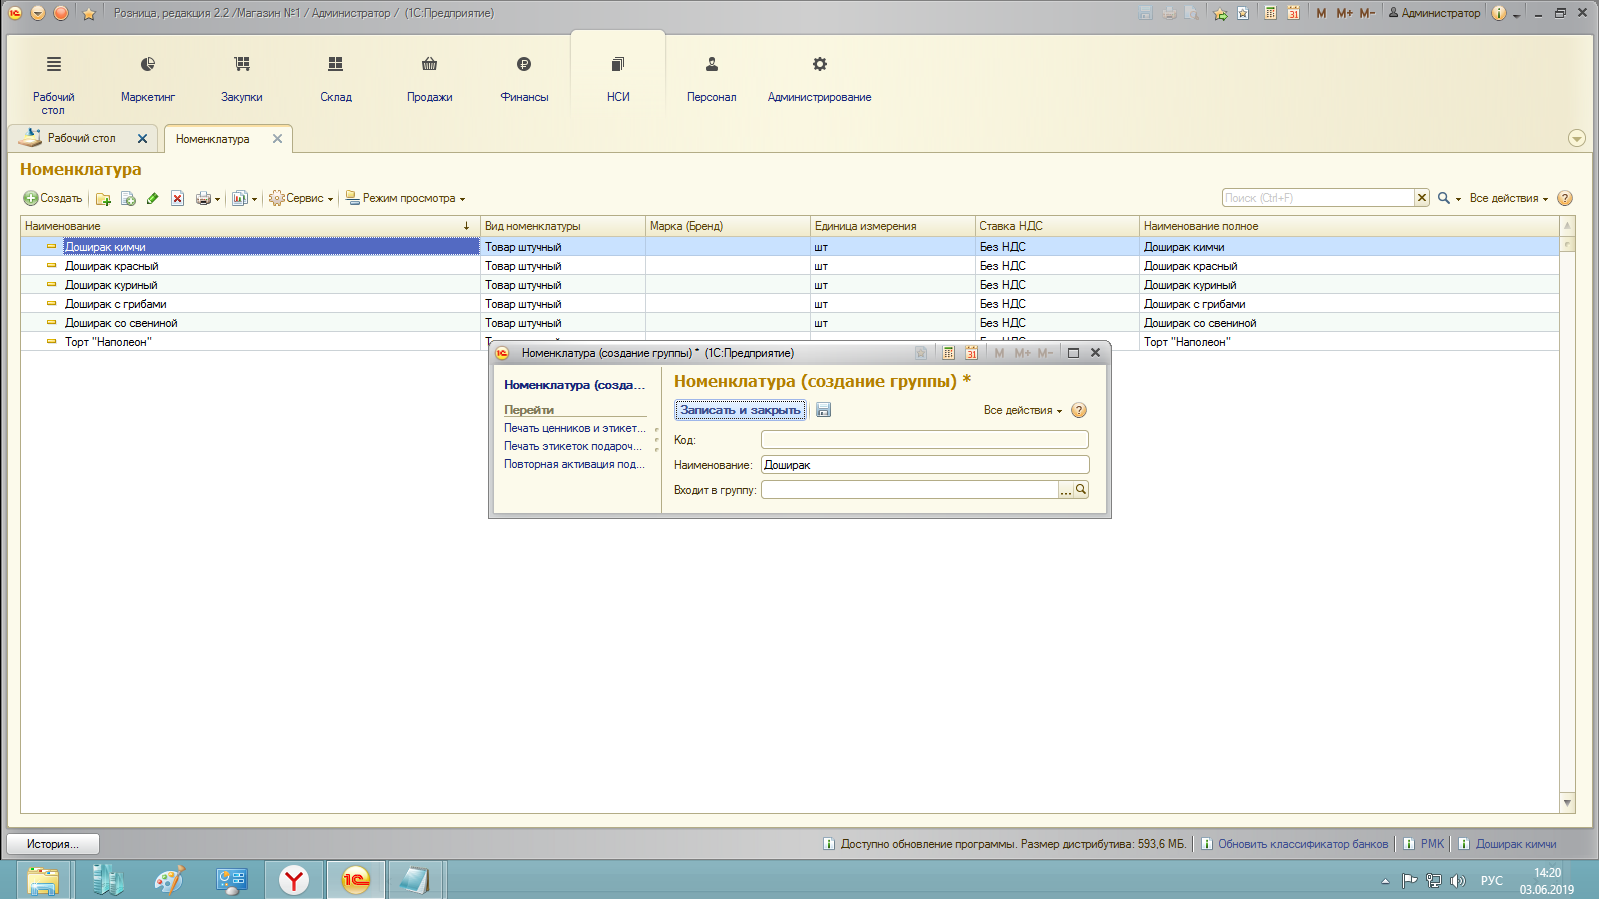 Розница, редакция 2.2 /Магазин №1 / Администратор / (1С:Предприятие)
31 M M+ M- Администратор
Рабочий стол
Маркетинг
Закупки
Склад
Продажи
Финансы
НСИ
Персонал
Администрирование
Рабочий стол
Номенклатура
Номенклатура
Создать Сервис Режим просмотра Поиск (Ctrl+F) Все действия
Наименование Вид номенклатуры Марка (Бренд) Единица измерения Ставка НДС Наименование полное
Доширак кимчи Товар штучный шт Без НДС Доширак кимчи
Доширак красный Товар штучный шт Без НДС Доширак красный
Доширак куриный Товар штучный шт Без НДС Доширак куриный
Доширак с грибами Товар штучный шт Без НДС Доширак с грибами
Доширак со свениной Товар штучный шт Без НДС Доширак со свениной
Торт "Наполеон" Торт "Наполеон"
Номенклатура (создание группы) * (1С:Предприятие) 31 M M+ M-
Номенклатура (созда...
Перейти
Печать ценников и этикет...
Печать этикеток подароч...
Повторная активация под...
Номенклатура (создание группы) *
Записать и закрыть Все действия
Код:
Наименование: Доширак
Входит в группу: ...
История... Доступно обновление программы. Размер дистрибутива: 593,6 МБ. Обновить классификатор банков РМК Доширак кимчи
РУС 14:20
03.06.2019